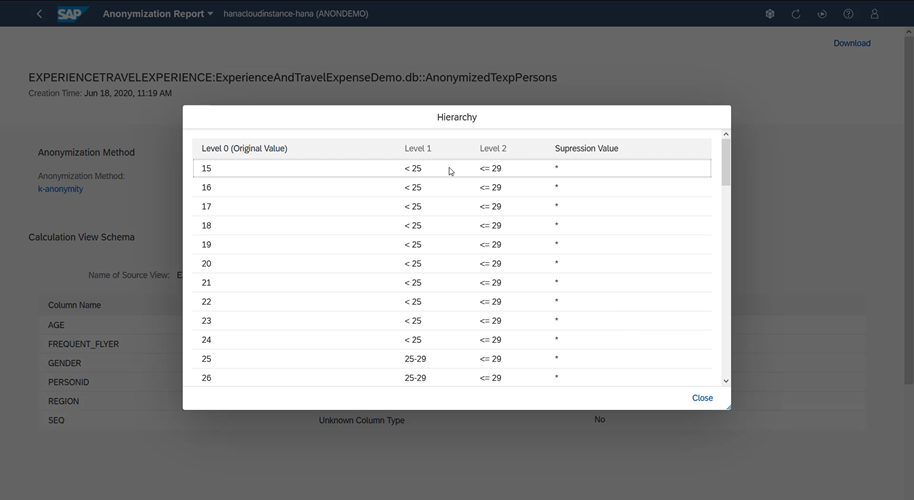 SAP Anonymization Report hanacloudinstance-hana (ANONDEMO)
Download
EXPERIENCETRAVELEXPERIENCE:ExperienceAndTravelExpenseDemo.db::AnonymizedTexpPersons
Creation Time: Jun 18, 2020, 11:19 AM
Hierarchy
Level 0 (Original Value) Level 1 Level 2 Supression Value
15 < 25 <= 29 *
16 < 25 <= 29 *
17 < 25 <= 29 *
18 < 25 <= 29 *
19 < 25 <= 29 *
20 < 25 <= 29 *
21 < 25 <= 29 *
22 < 25 <= 29 *
23 < 25 <= 29 *
24 < 25 <= 29 *
25 25-29 <= 29 *
26 25-29 <= 29 *
Close
Anonymization Method
Anonymization Method:
k-anonymity
Calculation View Schema
Name of Source View:
Column Name
AGE
FREQUENT_FLYER
GENDER
PERSONID
REGION
SEQ Unknown Column Type No